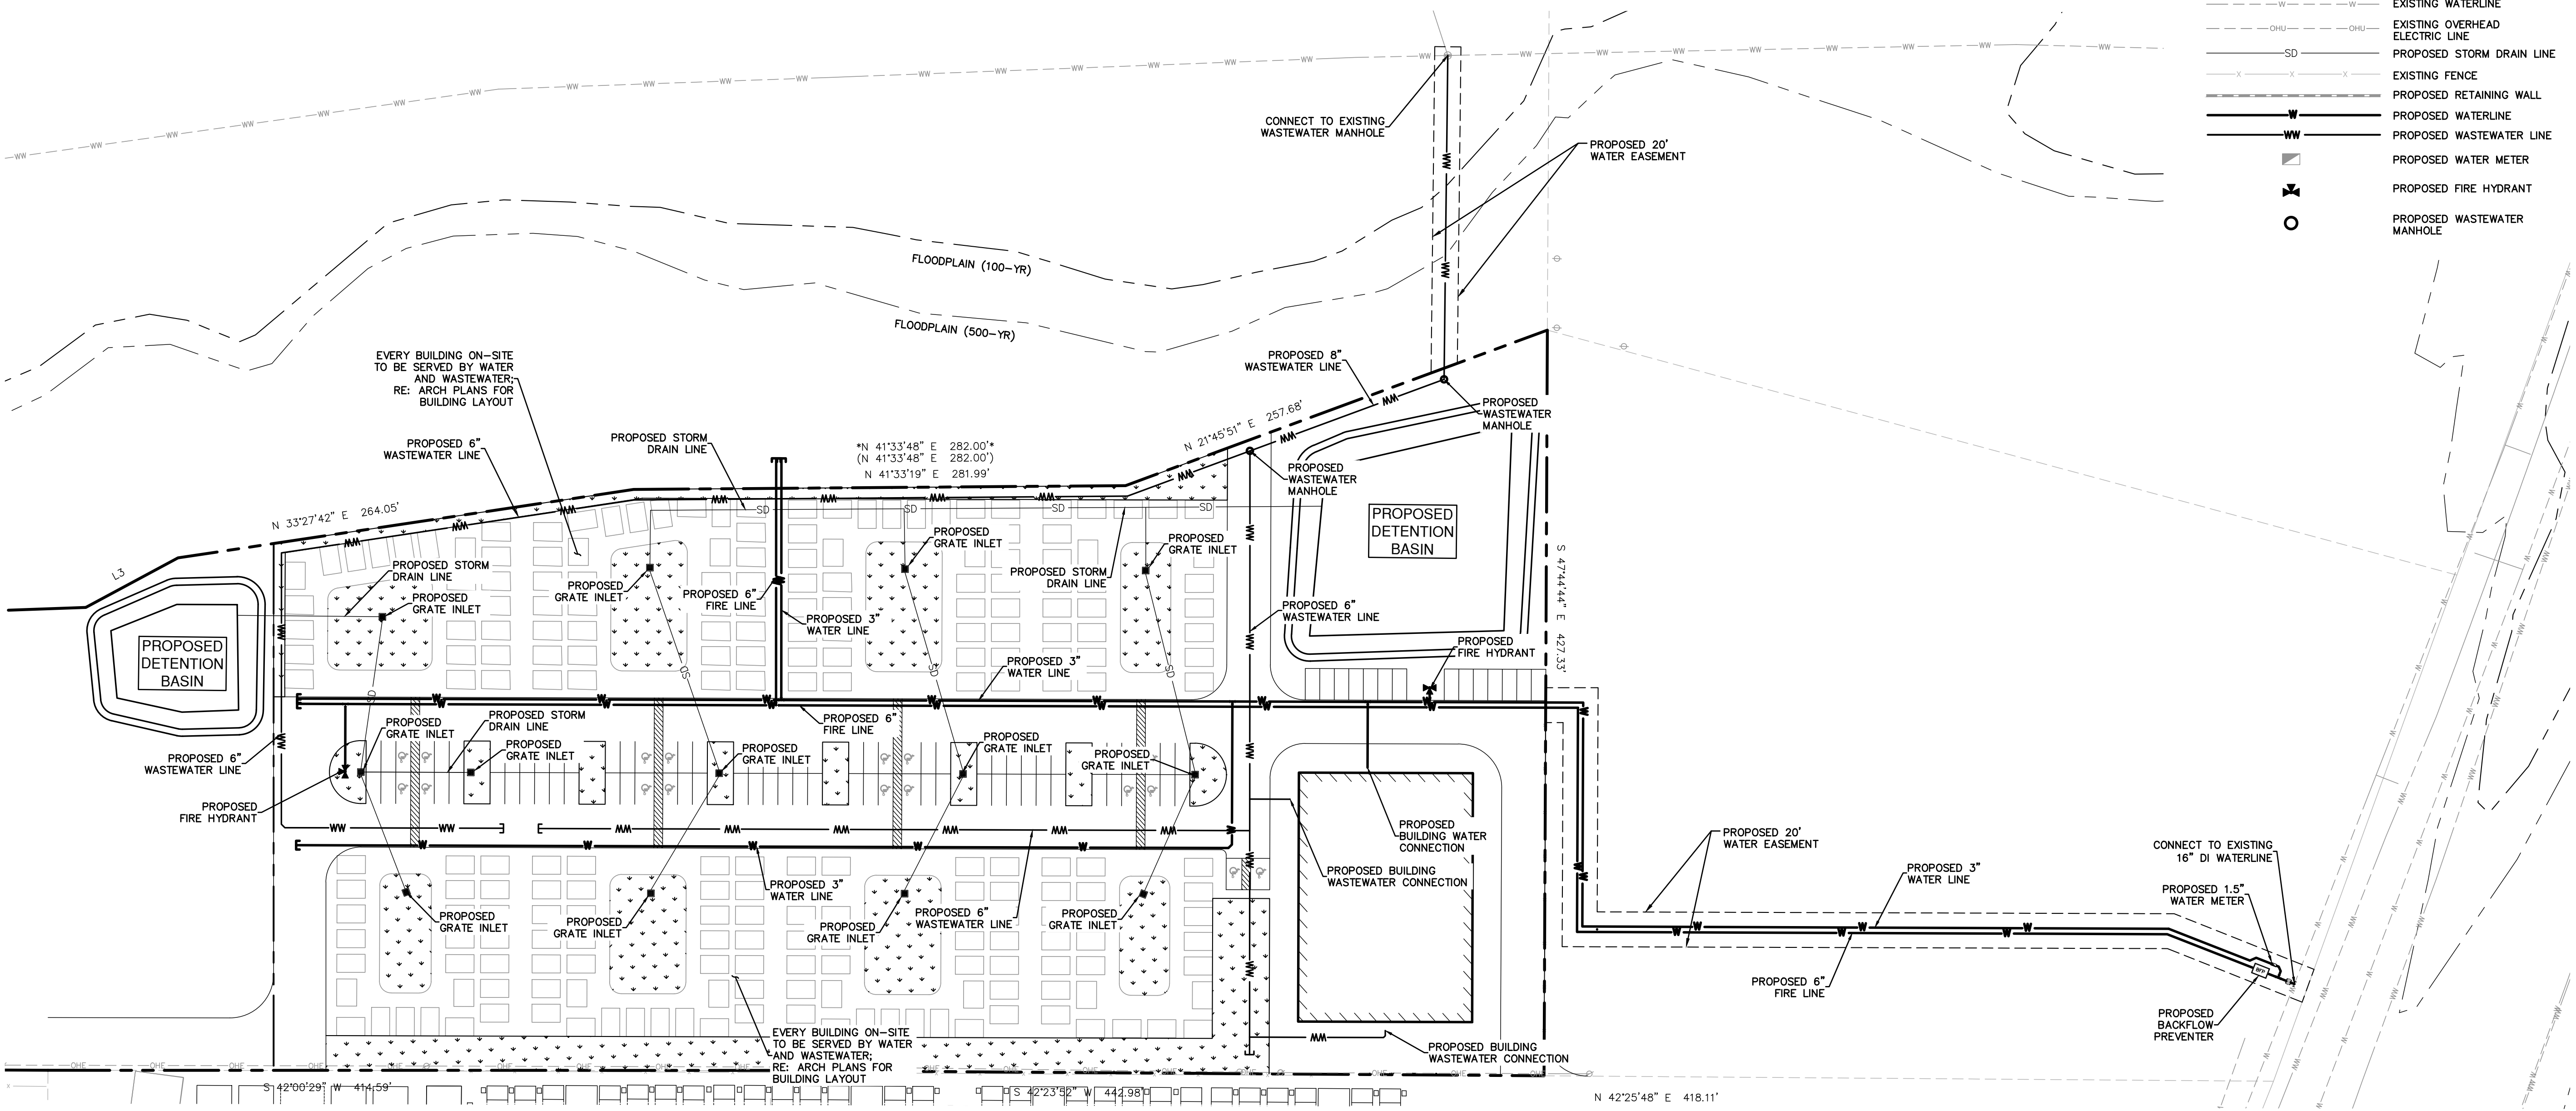 EXISTING WATERLINE
EXISTING OVERHEAD
ELECTRIC LINE
PROPOSED STORM DRAIN LINE
EXISTING FENCE
PROPOSED RETAINING WALL
PROPOSED WATERLINE
PROPOSED WASTEWATER LINE
PROPOSED WATER METER
PROPOSED FIRE HYDRANT
PROPOSED WASTEWATER
MANHOLE
W
W
OHU
OHU
SD
X
X
X
W
WW
CONNECT TO EXISTING
WASTEWATER MANHOLE
PROPOSED 20'
WATER EASEMENT
FLOODPLAIN (100-YR)
FLOODPLAIN (500-YR)
EVERY BUILDING ON-SITE
TO BE SERVED BY WATER
AND WASTEWATER;
RE: ARCH PLANS FOR
BUILDING LAYOUT
PROPOSED 8"
WASTEWATER LINE
PROPOSED
WASTEWATER
MANHOLE
N 21°45'51" E 257.68'
PROPOSED 6"
WASTEWATER LINE
PROPOSED STORM
DRAIN LINE
*N 41°33'48" E 282.00'*
(N 41°33'48" E 282.00')
N 41°33'19" E 281.99'
PROPOSED
WASTEWATER
MANHOLE
N 33°27'42" E 264.05'
L3
PROPOSED
DETENTION
BASIN
S 47°44'44" E 427.33'
PROPOSED STORM
DRAIN LINE
PROPOSED
GRATE INLET
PROPOSED
GRATE INLET
PROPOSED 6"
FIRE LINE
PROPOSED 3"
WATER LINE
PROPOSED
GRATE INLET
PROPOSED
GRATE INLET
PROPOSED STORM
DRAIN LINE
PROPOSED 6"
WASTEWATER LINE
PROPOSED
FIRE HYDRANT
PROPOSED
DETENTION
BASIN
PROPOSED 3"
WATER LINE
PROPOSED 6"
WASTEWATER LINE
PROPOSED
FIRE HYDRANT
PROPOSED
GRATE INLET
PROPOSED STORM
DRAIN LINE
PROPOSED
GRATE INLET
PROPOSED
GRATE INLET
PROPOSED 6"
FIRE LINE
PROPOSED
GRATE INLET
PROPOSED
GRATE INLET
PROPOSED
BUILDING WATER
CONNECTION
PROPOSED BUILDING
WASTEWATER CONNECTION
PROPOSED 20'
WATER EASEMENT
PROPOSED 3"
WATER LINE
CONNECT TO EXISTING
16" DI WATERLINE
PROPOSED 1.5"
WATER METER
BFP
PROPOSED
BACKFLOW
PREVENTER
PROPOSED 6"
FIRE LINE
PROPOSED 3"
WATER LINE
PROPOSED
GRATE INLET
PROPOSED
GRATE INLET
PROPOSED
GRATE INLET
PROPOSED 6"
WASTEWATER LINE
PROPOSED
GRATE INLET
EVERY BUILDING ON-SITE
TO BE SERVED BY WATER
AND WASTEWATER;
RE: ARCH PLANS FOR
BUILDING LAYOUT
PROPOSED BUILDING
WASTEWATER CONNECTION
S 42°00'29" W 414.59'
S 42°23'52" W 442.98'
N 42°25'48" E 418.11'